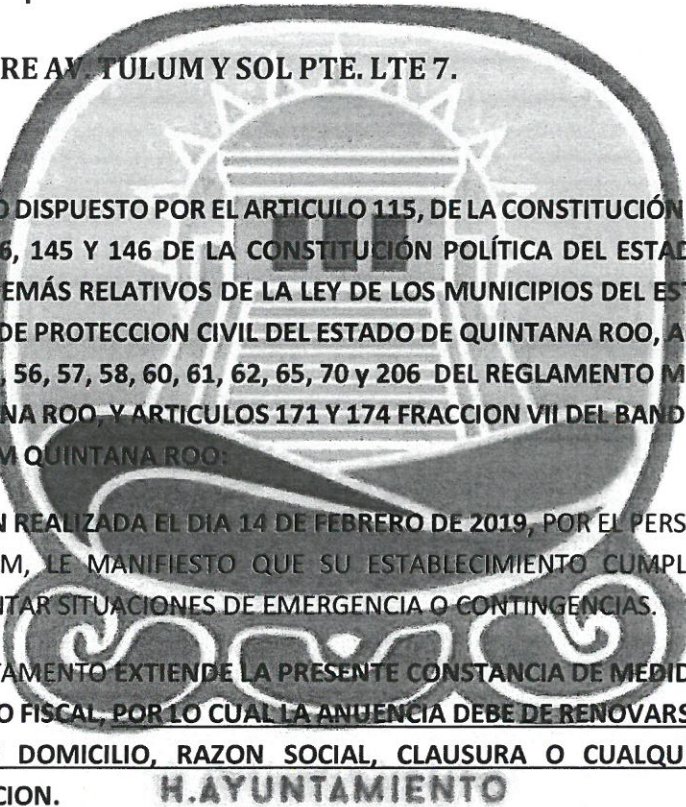 RE AV. TULUM Y SOL PTE. LTE 7.
O DISPUESTO POR EL ARTICULO 115, DE LA CONSTITUCIÓN
6, 145 Y 146 DE LA CONSTITUCIÓN POLÍTICA DEL ESTAD
EMÁS RELATIVOS DE LA LEY DE LOS MUNICIPIOS DEL EST
DE PROTECCION CIVIL DEL ESTADO DE QUINTANA ROO, A
, 56, 57, 58, 60, 61, 62, 65, 70 y 206 DEL REGLAMENTO M
NA ROO, Y ARTICULOS 171 Y 174 FRACCION VII DEL BAND
M QUINTANA ROO:
N REALIZADA EL DIA 14 DE FEBRERO DE 2019, POR EL PERS
M, LE MANIFIESTO QUE SU ESTABLECIMIENTO CUMPL
NTAR SITUACIONES DE EMERGENCIA O CONTINGENCIAS.
TAMENTO EXTIENDE LA PRESENTE CONSTANCIA DE MEDID
O FISCAL, POR LO CUAL LA ANUENCIA DEBE DE RENOVARS
DOMICILIO, RAZON SOCIAL, CLAUSURA O CUALQU
CION.
H.AYUNTAMIENTO